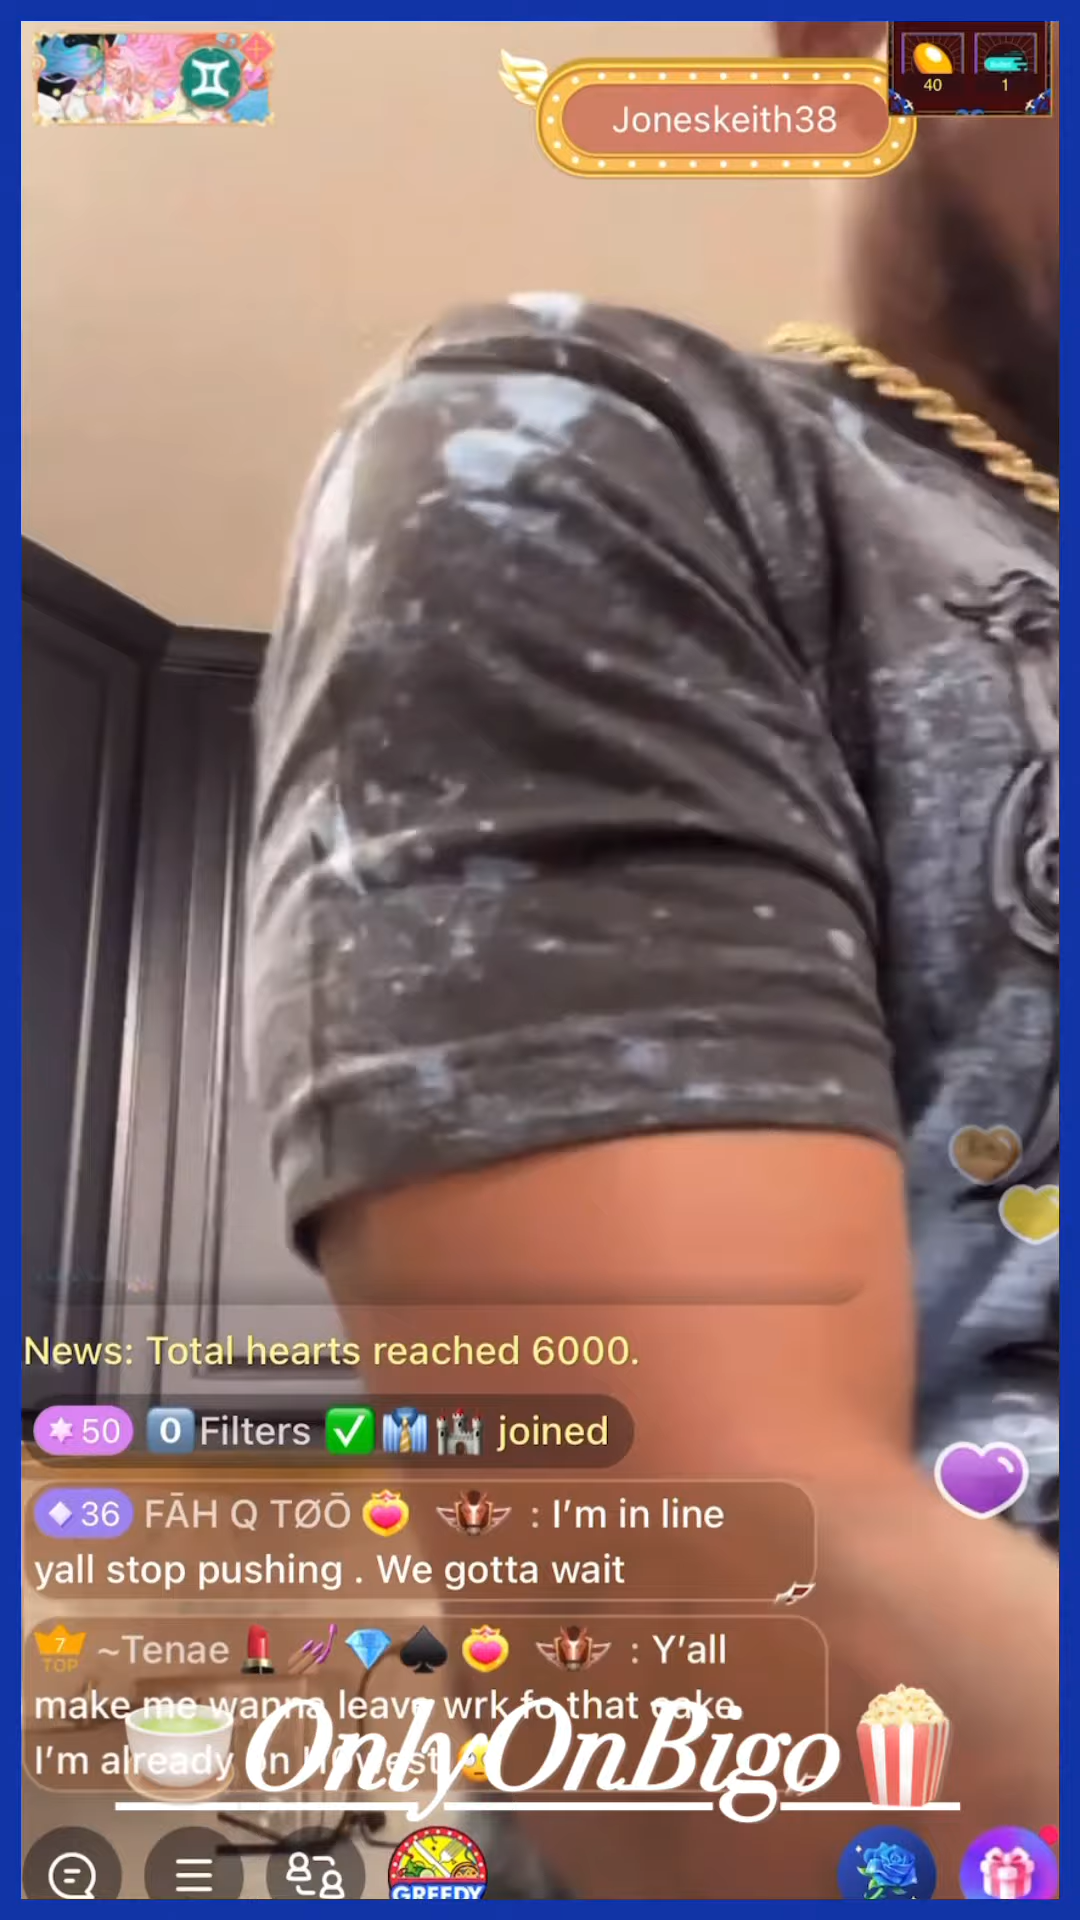 Joneskeith38
40
1
News: Total hearts reached 6000.
50 0 Filters ✅👔🏰 joined
36 FĀH Q TØŌ : I’m in line
yall stop pushing . We gotta wait
7 TOP ~Tenae 💄💅💎♠️ : Y’all
make me wanna leave wrk fo that cake.
I’m already on
OnlyOnBigo
GREEDY